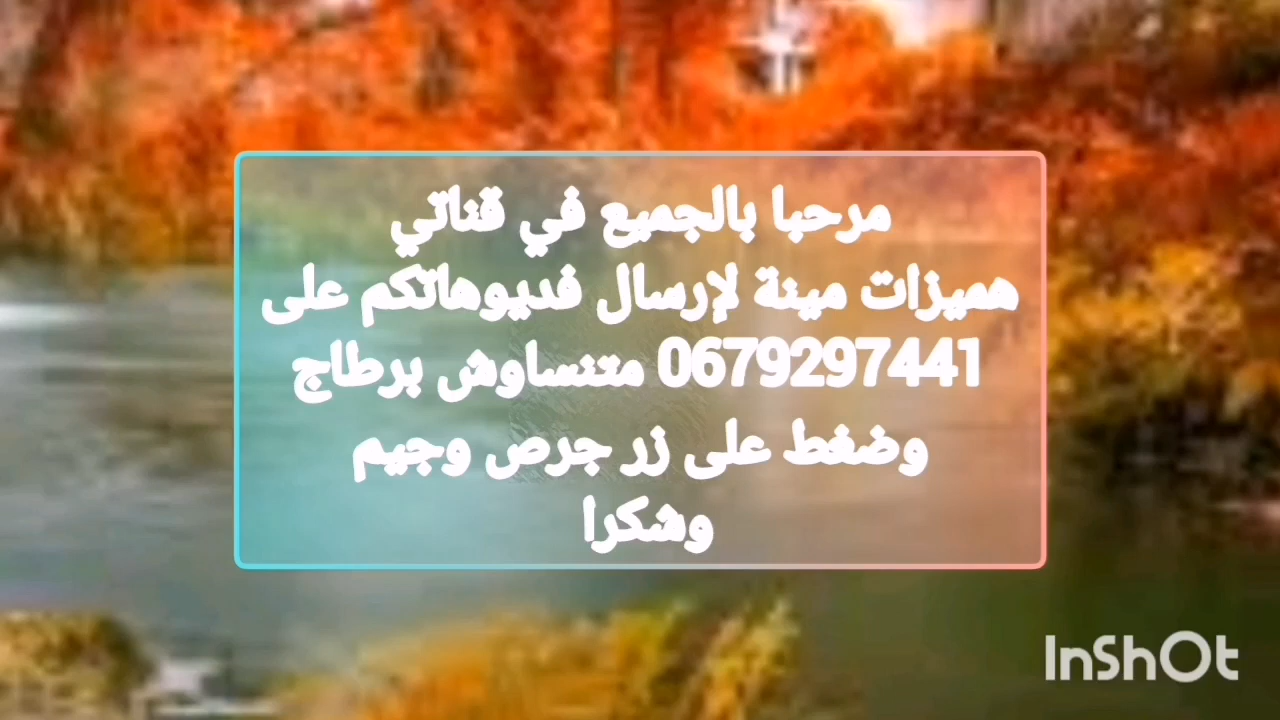 مرحبا بالجميع في قناتي
هميزات مينة لإرسال فديوهاتكم على
0679297441 متنساوش برطاج
وضغط على زر جرص وجيم
وشكرا
InShOt